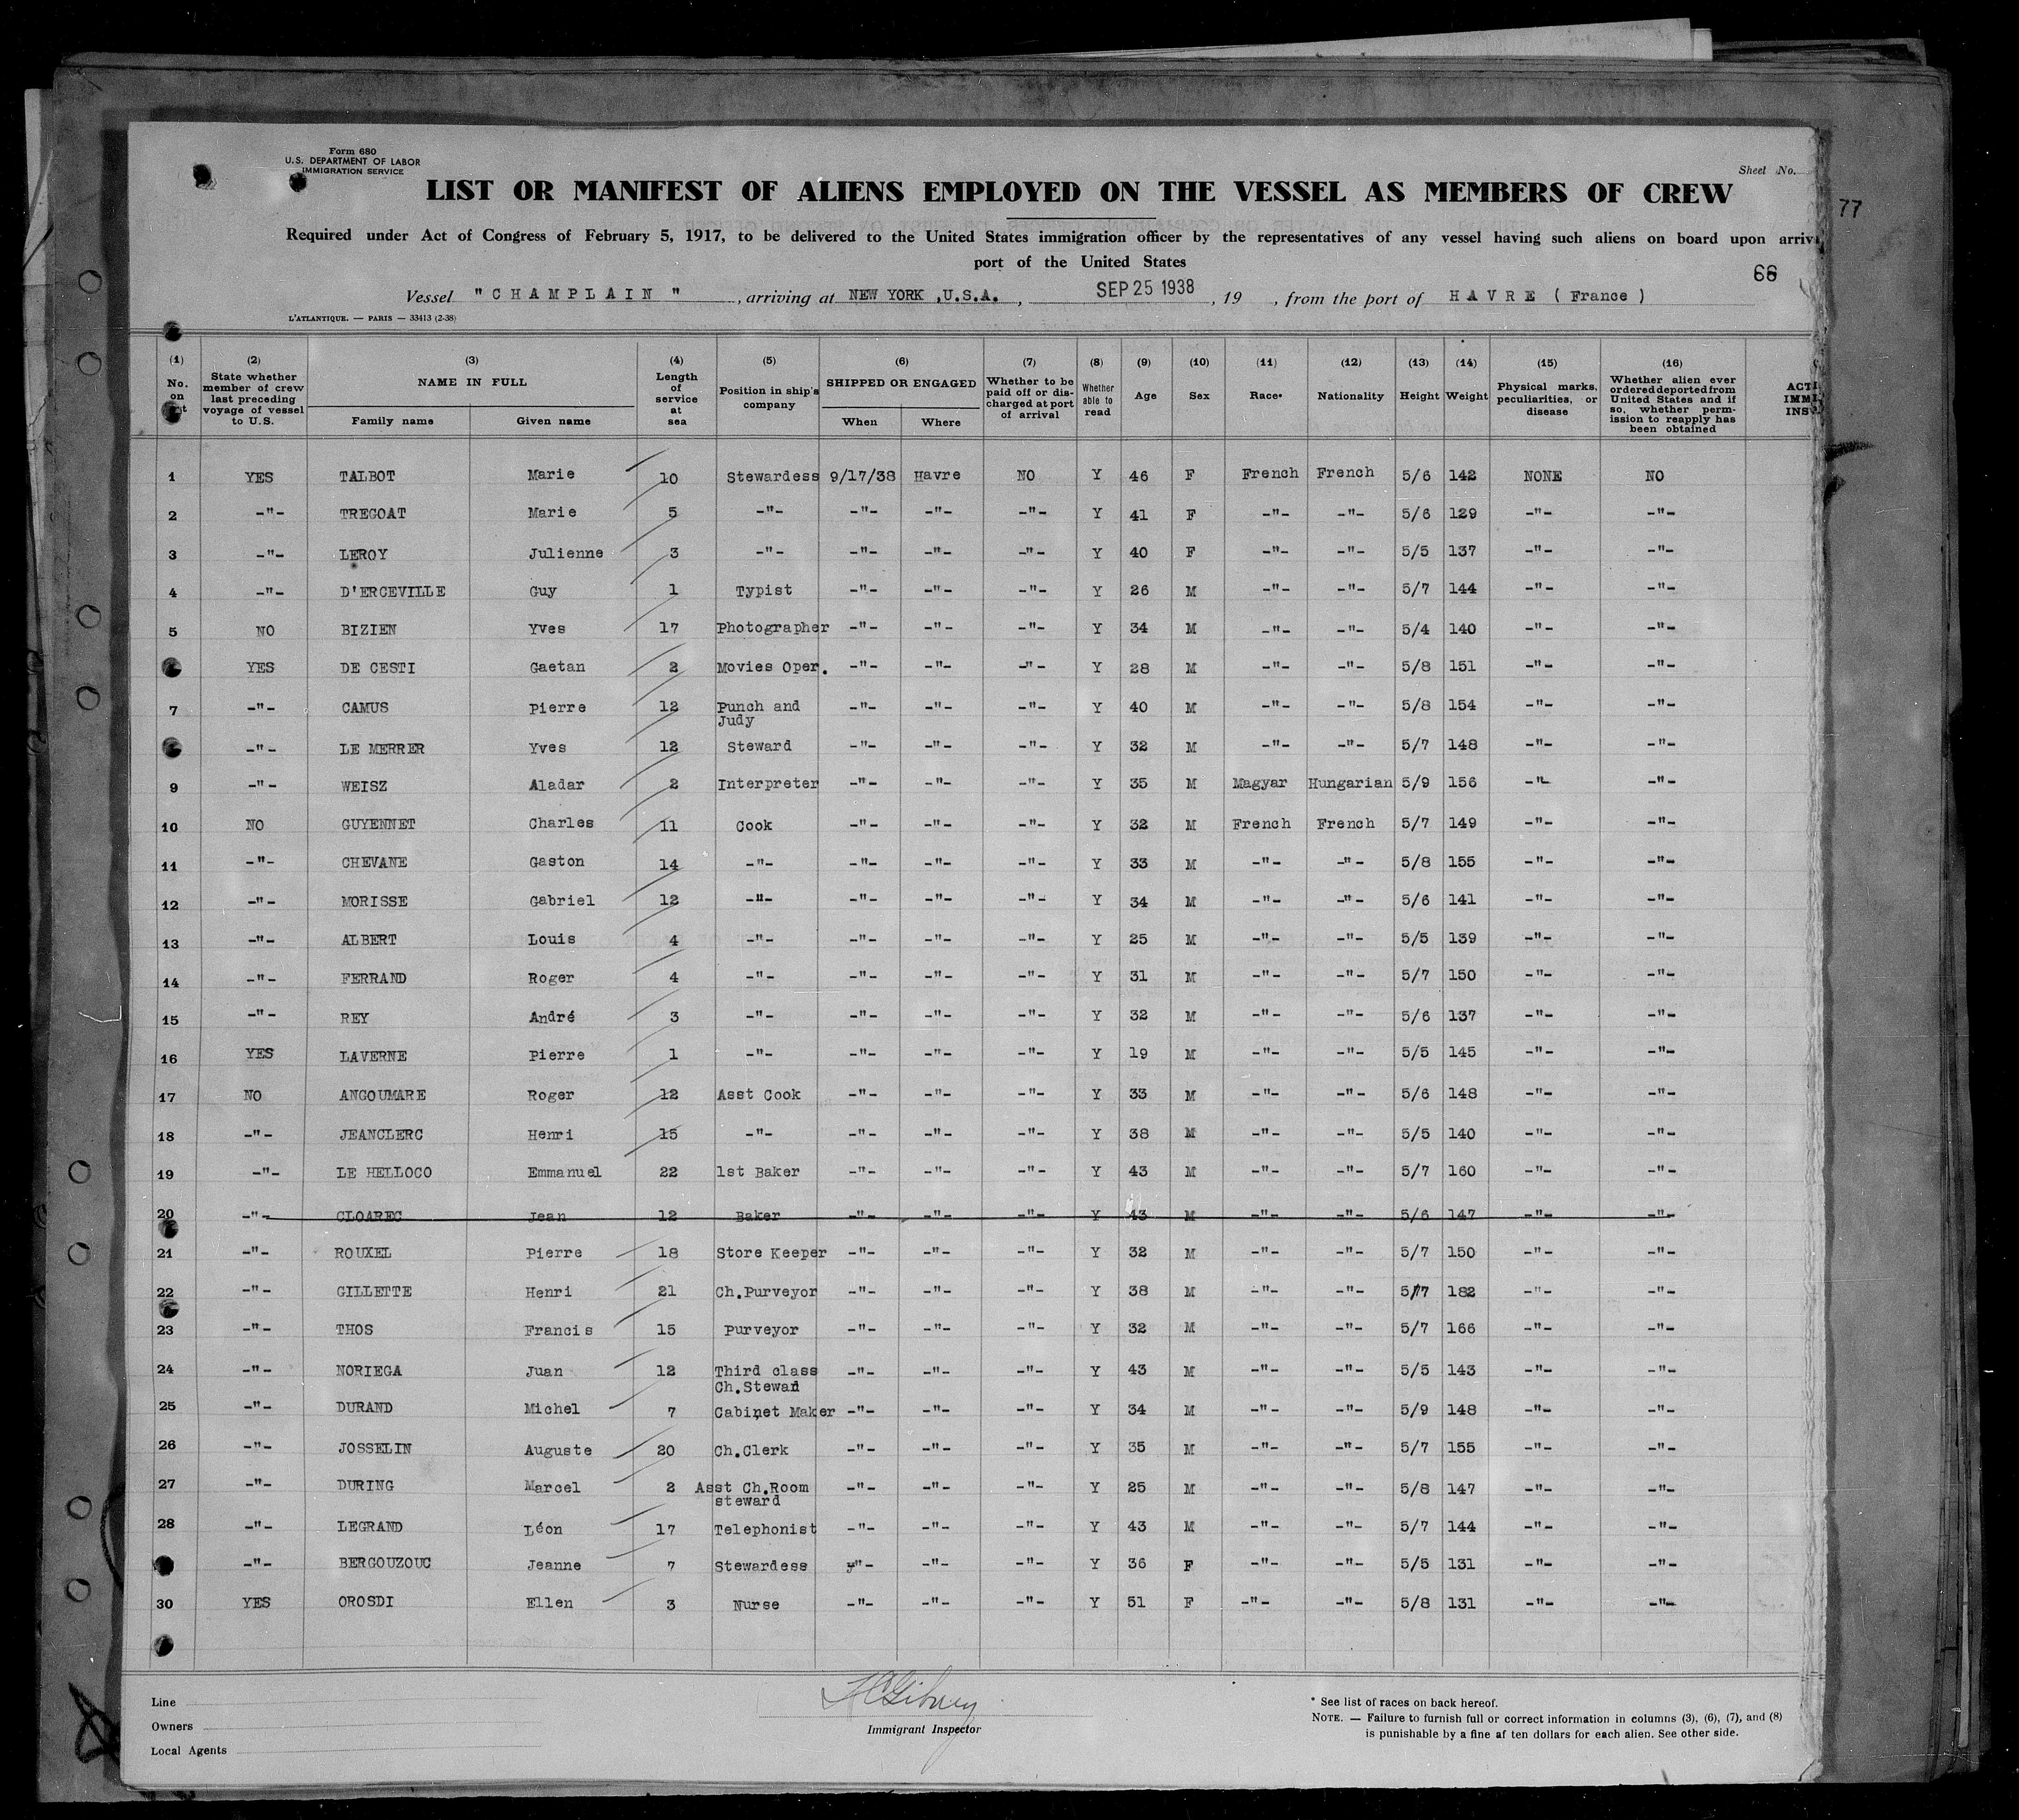 Form 680
U.S. DEPARTMENT OF LABOR
IMMIGRATION SERVICE
Sheet No.
LIST OR MANIFEST OF ALIENS EMPLOYED ON THE VESSEL AS MEMBERS OF CREW
77
Required under Act of Congress of February 5, 1917, to be delivered to the United States immigration officer by the representatives of any vessel having such aliens on board upon arriv
port of the United States
66
Vessel "CHAMPLAIN", arriving at NEW YORK, U.S.A., SEP 25 1938, 19 , from the port of HAVRE (France)
L'ATLANTIQUE. — PARIS — 33413 (2-38)
(1) No. on (2) State whether member of crew last preceding voyage of vessel to U.S. (3) NAME IN FULL Family name Given name (4) Length of service at sea (5) Position in ship's company (6) SHIPPED OR ENGAGED When Where (7) Whether to be paid off or discharged at port of arrival (8) Whether able to read (9) Age (10) Sex (11) Race* (12) Nationality (13) Height (14) Weight (15) Physical marks, peculiarities, or disease (16) Whether alien ever ordered deported from United States and if so, whether permission to reapply has been obtained
1 YES TALBOT Marie 10 Stewardess 9/17/38 Havre NO Y 46 F French French 5/6 142 NONE NO
2 -"- TREGOAT Marie 5 -"- -"- -"- -"- Y 41 F -"- -"- 5/6 129 -"- -"-
3 -"- LEROY Julienne 3 -"- -"- -"- -"- Y 40 F -"- -"- 5/5 137 -"- -"-
4 -"- D'ERCEVILLE Guy 1 Typist -"- -"- -"- Y 26 M -"- -"- 5/7 144 -"- -"-
5 NO BIZIEN Yves 17 Photographer -"- -"- -"- Y 34 M -"- -"- 5/4 140 -"- -"-
YES DE CESTI Gaetan 2 Movies Oper. -"- -"- -"- Y 28 M -"- -"- 5/8 151 -"- -"-
7 -"- CAMUS Pierre 12 Punch and Judy -"- -"- -"- Y 40 M -"- -"- 5/8 154 -"- -"-
-"- LE MERRER Yves 12 Steward -"- -"- -"- Y 32 M -"- -"- 5/7 148 -"- -"-
9 -"- WEISZ Aladar 2 Interpreter -"- -"- -"- Y 35 M Magyar Hungarian 5/9 156 -"- -"-
10 NO GUYENNET Charles 11 Cook -"- -"- -"- Y 32 M French French 5/7 149 -"- -"-
11 -"- CHEVANE Gaston 14 -"- -"- -"- -"- Y 33 M -"- -"- 5/8 155 -"- -"-
12 -"- MORISSE Gabriel 12 -"- -"- -"- -"- Y 34 M -"- -"- 5/6 141 -"- -"-
13 -"- ALBERT Louis 4 -"- -"- -"- -"- Y 25 M -"- -"- 5/5 139 -"- -"-
14 -"- FERRAND Roger 4 -"- -"- -"- -"- Y 31 M -"- -"- 5/7 150 -"- -"-
15 -"- REY André 3 -"- -"- -"- -"- Y 32 M -"- -"- 5/6 137 -"- -"-
16 YES LAVERNE Pierre 1 -"- -"- -"- -"- Y 19 M -"- -"- 5/5 145 -"- -"-
17 NO ANGOUMARE Roger 12 Asst Cook -"- -"- -"- Y 33 M -"- -"- 5/6 148 -"- -"-
18 -"- JEANCLERC Henri 15 -"- -"- -"- -"- Y 38 M -"- -"- 5/5 140 -"- -"-
19 -"- LE HELLOCO Emmanuel 22 1st Baker -"- -"- -"- Y 43 M -"- -"- 5/7 160 -"- -"-
20 -"- CLOAREC Jean 12 Baker -"- -"- -"- Y 43 M -"- -"- 5/6 147 -"- -"-
21 -"- ROUXEL Pierre 18 Store Keeper -"- -"- -"- Y 32 M -"- -"- 5/7 150 -"- -"-
22 -"- GILLETTE Henri 21 Ch.Purveyor -"- -"- -"- Y 38 M -"- -"- 5/7 182 -"- -"-
23 -"- THOS Francis 15 Purveyor -"- -"- -"- Y 32 M -"- -"- 5/7 166 -"- -"-
24 -"- NORIEGA Juan 12 Third class Ch.Steward -"- -"- -"- Y 43 M -"- -"- 5/5 143 -"- -"-
25 -"- DURAND Michel 7 Cabinet Maker -"- -"- -"- Y 34 M -"- -"- 5/9 148 -"- -"-
26 -"- JOSSELIN Auguste 20 Ch.Clerk -"- -"- -"- Y 35 M -"- -"- 5/7 155 -"- -"-
27 -"- DURING Marcel 2 Asst Ch.Room steward -"- -"- -"- Y 25 M -"- -"- 5/8 147 -"- -"-
28 -"- LEGRAND Léon 17 Telephonist -"- -"- -"- Y 43 M -"- -"- 5/7 144 -"- -"-
-"- BERGOUZOUC Jeanne 7 Stewardess -"- -"- -"- Y 36 F -"- -"- 5/5 131 -"- -"-
30 YES OROSDI Ellen 3 Nurse -"- -"- -"- Y 51 F -"- -"- 5/8 131 -"- -"-
Line
Owners
Local Agents
Immigrant Inspector
* See list of races on back hereof.
NOTE. — Failure to furnish full or correct information in columns (3), (6), (7), and (8)
is punishable by a fine af ten dollars for each alien. See other side.